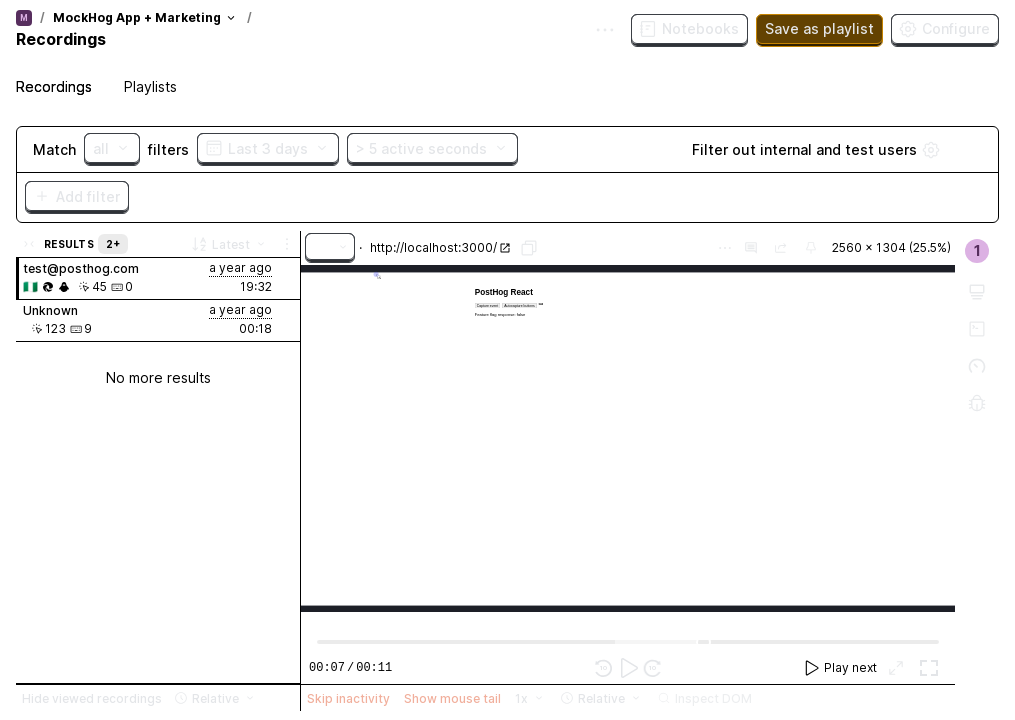 M / MockHog App + Marketing /
Recordings
Notebooks
Save as playlist
Configure
Recordings
Playlists
Match all filters Last 3 days > 5 active seconds
Filter out internal and test users
+ Add filter
RESULTS 2+ Latest
test@posthog.com a year ago
45 0 19:32
Unknown a year ago
123 9 00:18
No more results
· http://localhost:3000/
2560 × 1304 (25.5%)
1
PostHog React
Capture event Autocapture buttons
Feature flag response: false
00:07 / 00:11
10 10
Play next
Hide viewed recordings Relative
Skip inactivity Show mouse tail 1x Relative Inspect DOM